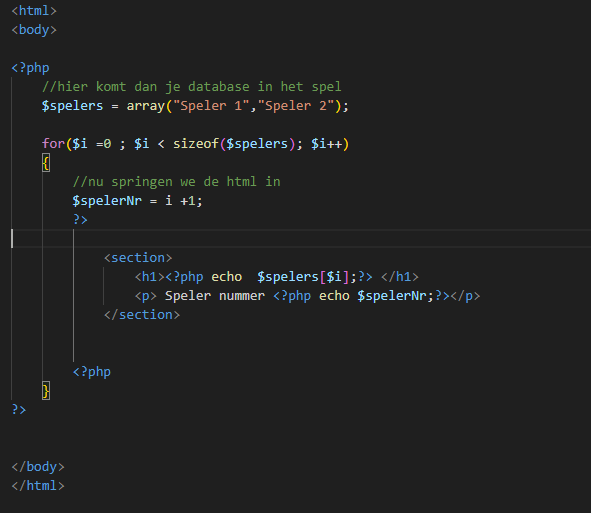 <html>
<body>
<?php
//hier komt dan je database in het spel
$spelers = array("Speler 1","Speler 2");
for($i =0 ; $i < sizeof($spelers); $i++)
{
//nu springen we de html in
$spelerNr = i +1;
?>
<section>
<h1><?php echo  $spelers[$i];?> </h1>
<p> Speler nummer <?php echo $spelerNr;?></p>
</section>
<?php
}
?>
</body>
</html>